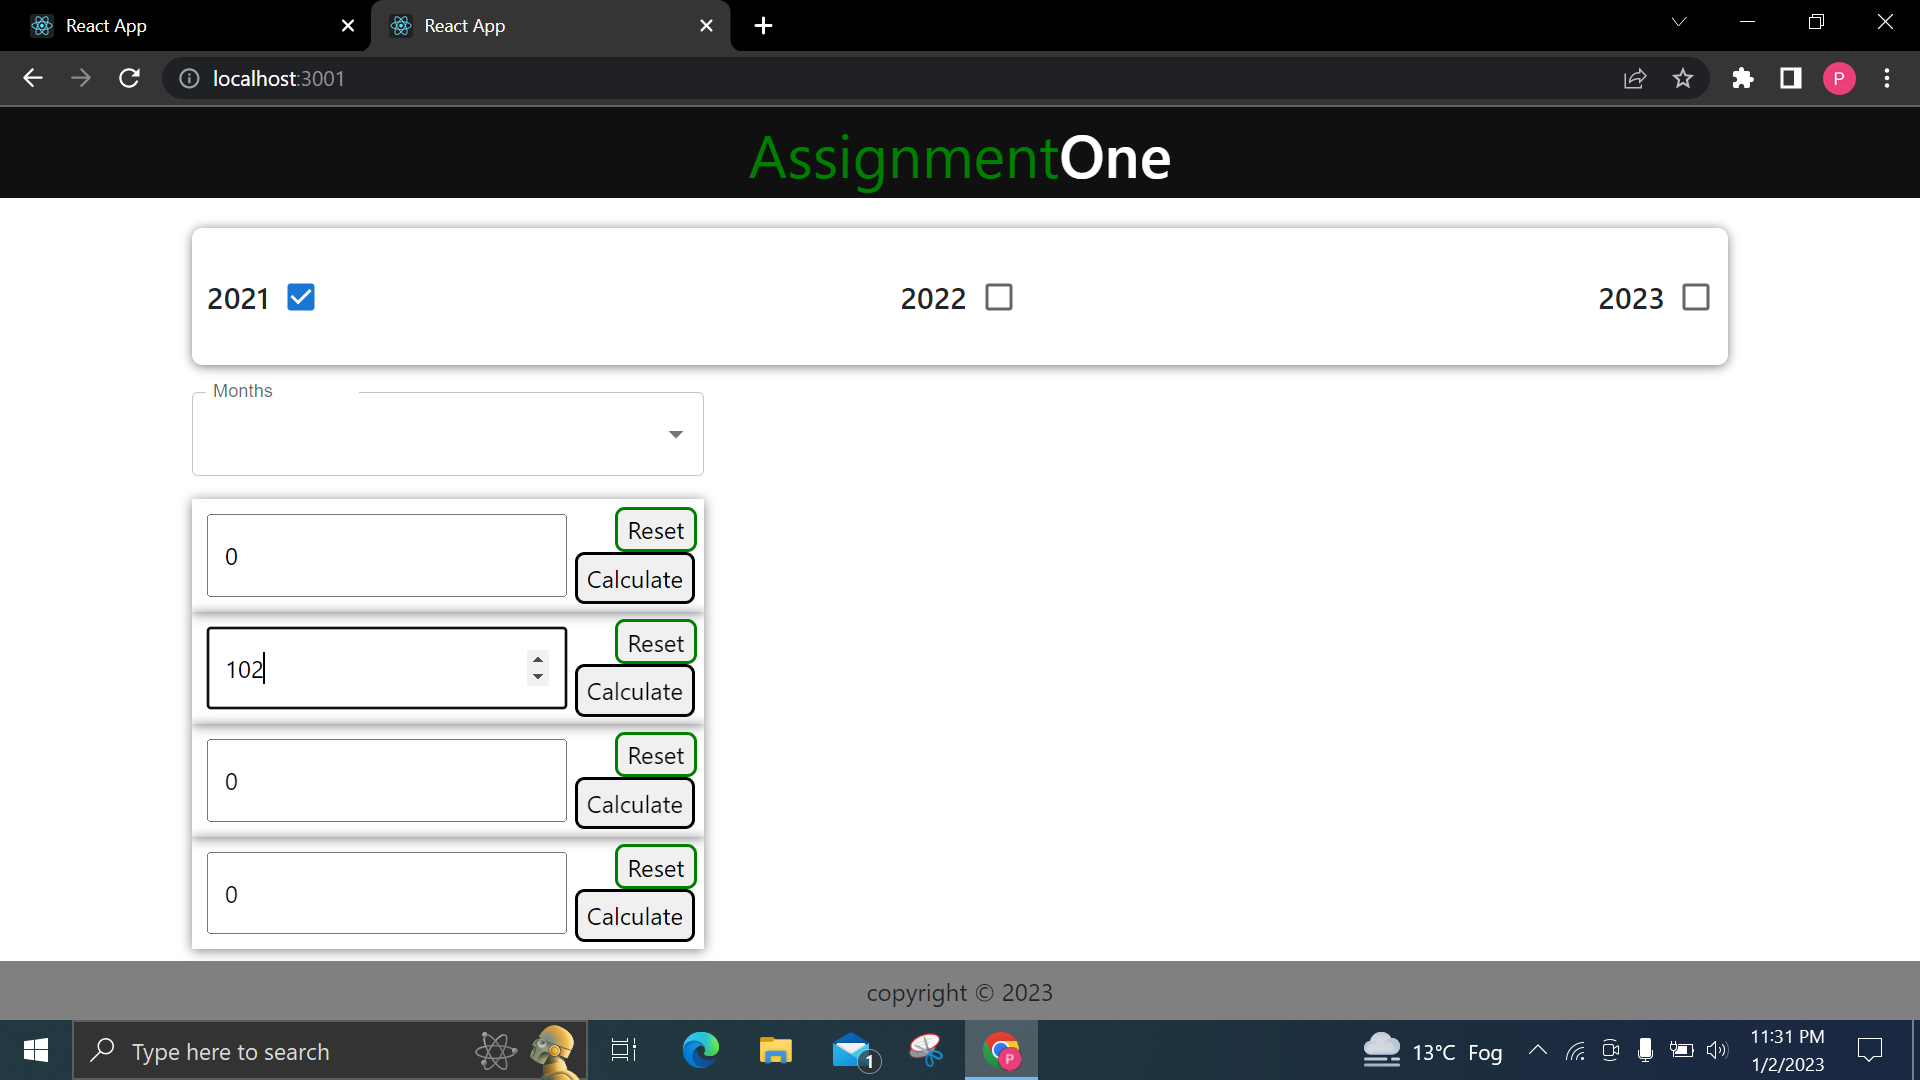 React App
React App
localhost:3001
P
AssignmentOne
2021
2022
2023
Months
0
Reset
Calculate
102
Reset
Calculate
0
Reset
Calculate
0
Reset
Calculate
copyright © 2023
Type here to search
1
P
13°C Fog
11:31 PM
1/2/2023